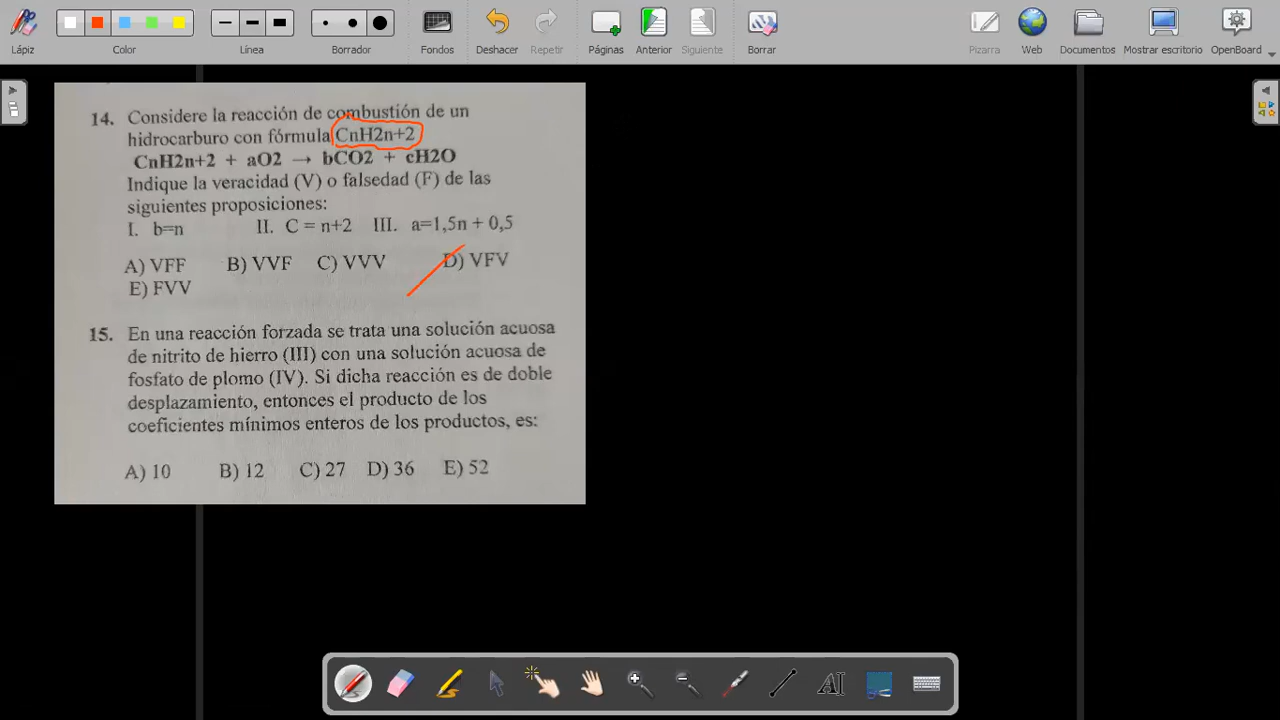 Lápiz
Color
Línea
Borrador
Fondos
Deshacer
Repetir
Páginas
Anterior
Siguiente
Borrar
Pizarra
Web
Documentos
Mostrar escritorio
OpenBoard
14. Considere la reacción de combustión de un
hidrocarburo con fórmula CnH2n+2
CnH2n+2 + aO2 → bCO2 + cH2O
Indique la veracidad (V) o falsedad (F) de las
siguientes proposiciones:
I. b=n II. C = n+2 III. a=1,5n + 0,5
A) VFF B) VVF C) VVV D) VFV
E) FVV
15. En una reacción forzada se trata una solución acuosa
de nitrito de hierro (III) con una solución acuosa de
fosfato de plomo (IV). Si dicha reacción es de doble
desplazamiento, entonces el producto de los
coeficientes mínimos enteros de los productos, es:
A) 10 B) 12 C) 27 D) 36 E) 52
AI